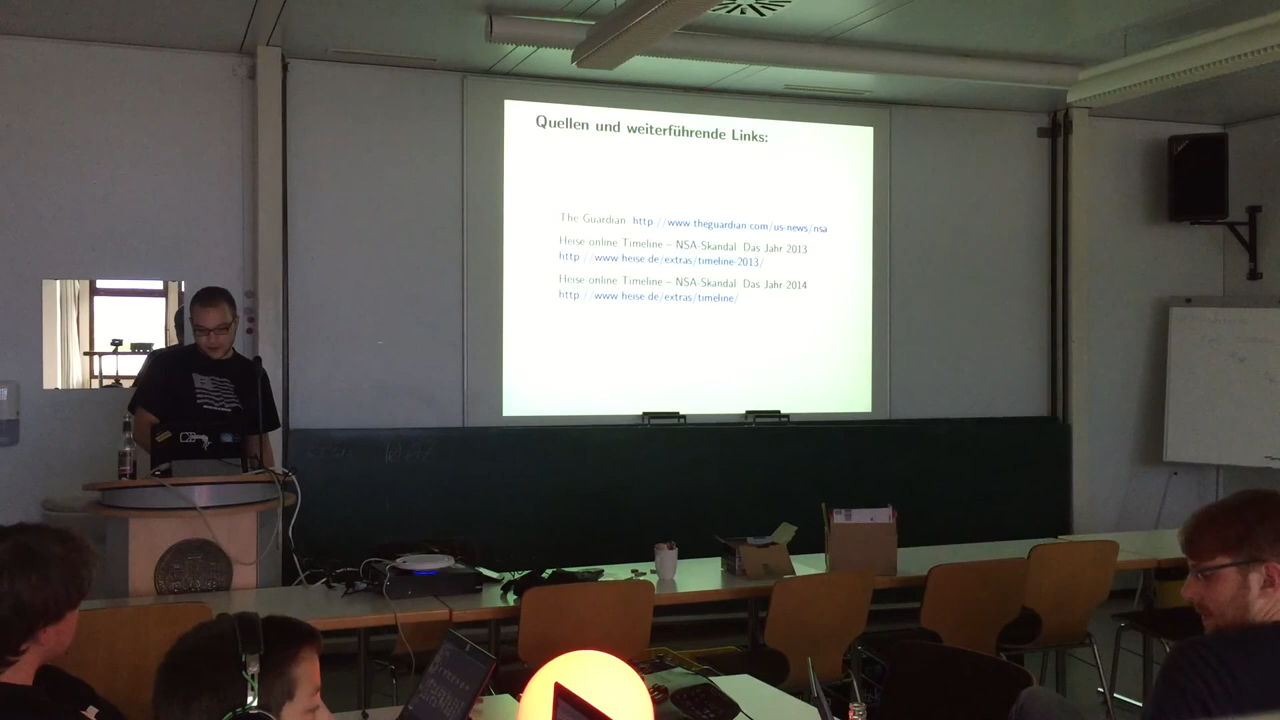 Quellen und weiterführende Links:
The Guardian http://www.theguardian.com/us-news/nsa
Heise online Timeline – NSA-Skandal Das Jahr 2013
http://www.heise.de/extras/timeline-2013/
Heise online Timeline – NSA-Skandal Das Jahr 2014
http://www.heise.de/extras/timeline/